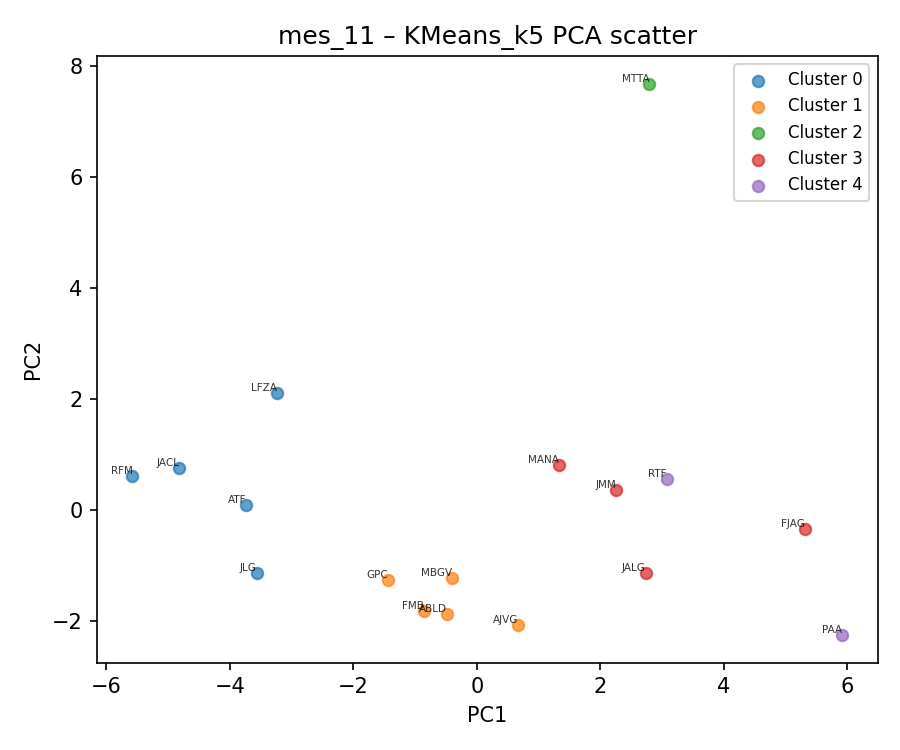 mes_11 – KMeans_k5 PCA scatter
Cluster 0
Cluster 1
Cluster 2
Cluster 3
Cluster 4
MTTA
LFZA
RFM
JACL
ATF
JLG
GPC
MBGV
FMB
ABLD
AJVG
MANA
JMM
RTF
JALG
FJAG
PAA
8
6
4
2
0
−2
PC2
−6
−4
−2
0
2
4
6
PC1